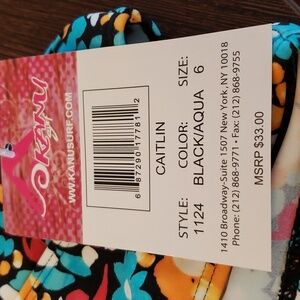 KANU
SURF
WWW.KANUSURF.COM
6 87290 17781 2
CAITLIN
STYLE: COLOR: SIZE:
1124 BLACK/AQUA 6
1410 Broadway-Suite 1507 New York, NY 10018
Phone: (212) 868-9771 - Fax: (212) 868-9755
MSRP $33.00